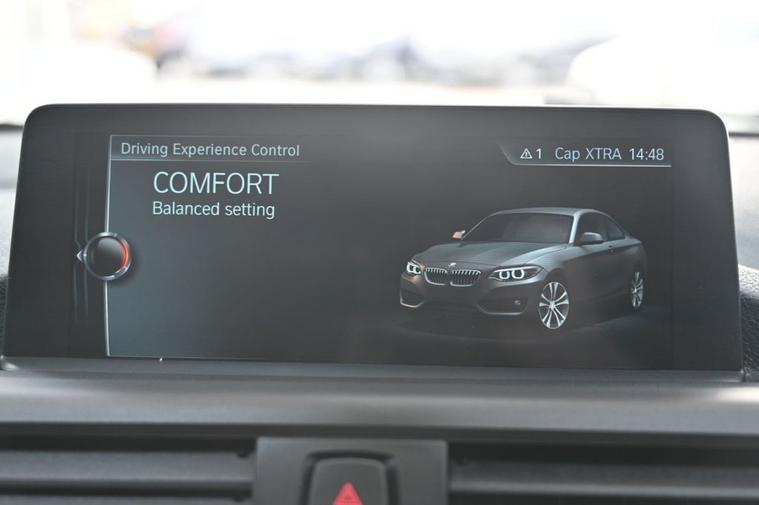 Driving Experience Control
⚠1 Cap XTRA 14:48
COMFORT
Balanced setting